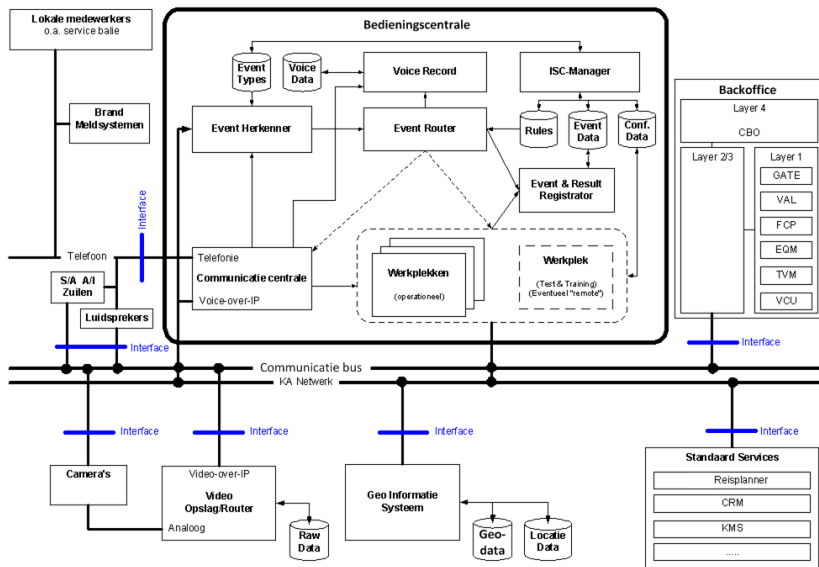 Lokale medewerkers
o.a. service balie
Brand
Meldsystemen
Interface
Telefoon
S/A A/I
Zuilen
Luidsprekers
Interface
Bedieningscentrale
Event
Types
Voice
Data
Voice Record
ISC-Manager
Event Herkenner
Event Router
Rules
Event
Data
Conf.
Data
Event & Result
Registrator
Telefonie
Communicatie centrale
Voice-over-IP
Werkplekken
(operationeel)
Werkplek
(Test & Training)
(Eventueel "remote")
Backoffice
Layer 4
CBO
Layer 2/3
Layer 1
GATE
VAL
FCP
EQM
TVM
VCU
Interface
Communicatie bus
KA Netwerk
Interface
Interface
Interface
Interface
Camera's
Video-over-IP
Video
Opslag/Router
Analoog
Raw
Data
Geo Informatie
Systeem
Geo-
data
Locatie
Data
Standaard Services
Reisplanner
CRM
KMS
.....